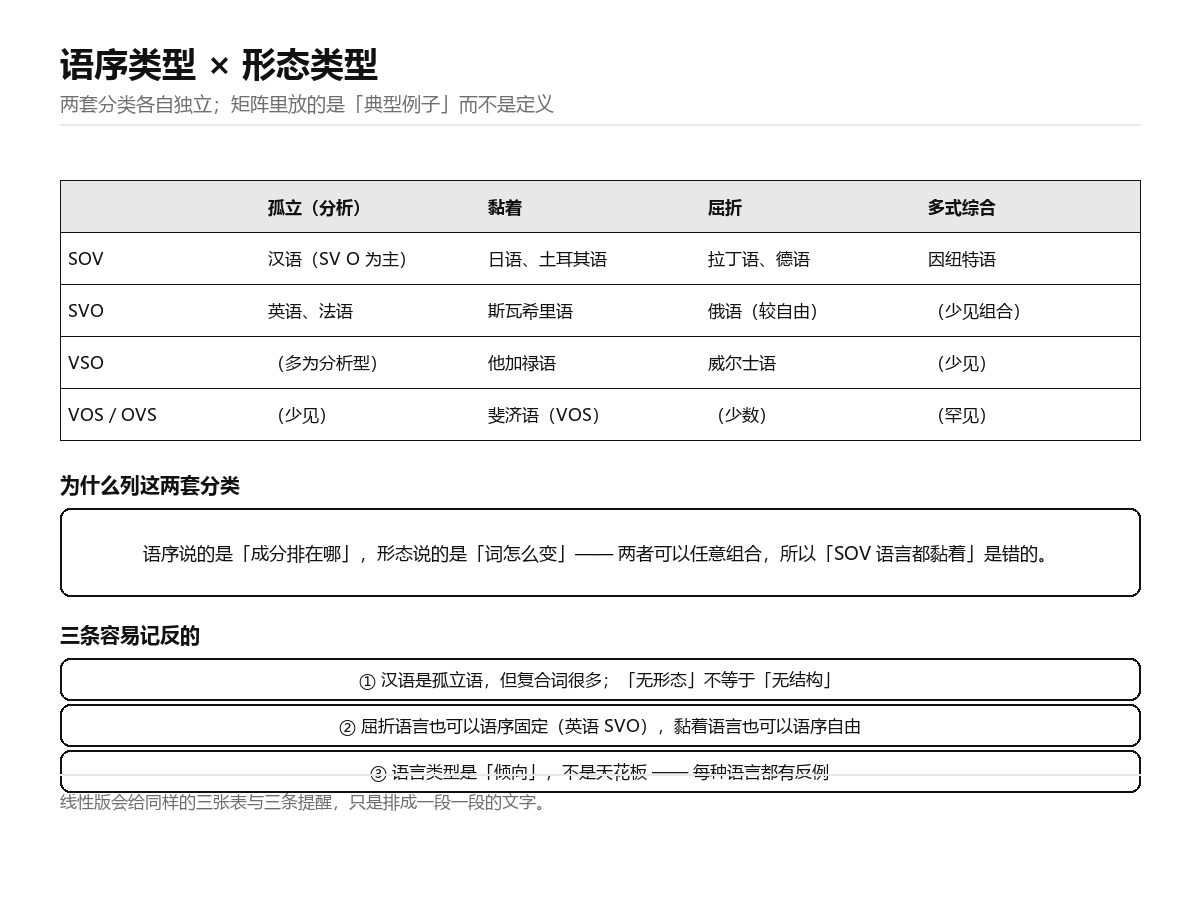 语序类型 × 形态类型
两套分类各自独立；矩阵里放的是「典型例子」而不是定义
孤立（分析） 黏着 屈折 多式综合
SOV 汉语（SV O 为主） 日语、土耳其语 拉丁语、德语 因纽特语
SVO 英语、法语 斯瓦希里语 俄语（较自由） （少见组合）
VSO （多为分析型） 他加禄语 威尔士语 （少见）
VOS / OVS （少见） 斐济语（VOS） （少数） （罕见）
为什么列这两套分类
语序说的是「成分排在哪」，形态说的是「词怎么变」—— 两者可以任意组合，所以「SOV 语言都黏着」是错的。
三条容易记反的
① 汉语是孤立语，但复合词很多；「无形态」不等于「无结构」
② 屈折语言也可以语序固定（英语 SVO），黏着语言也可以语序自由
③ 语言类型是「倾向」，不是天花板 —— 每种语言都有反例
线性版会给同样的三张表与三条提醒，只是排成一段一段的文字。